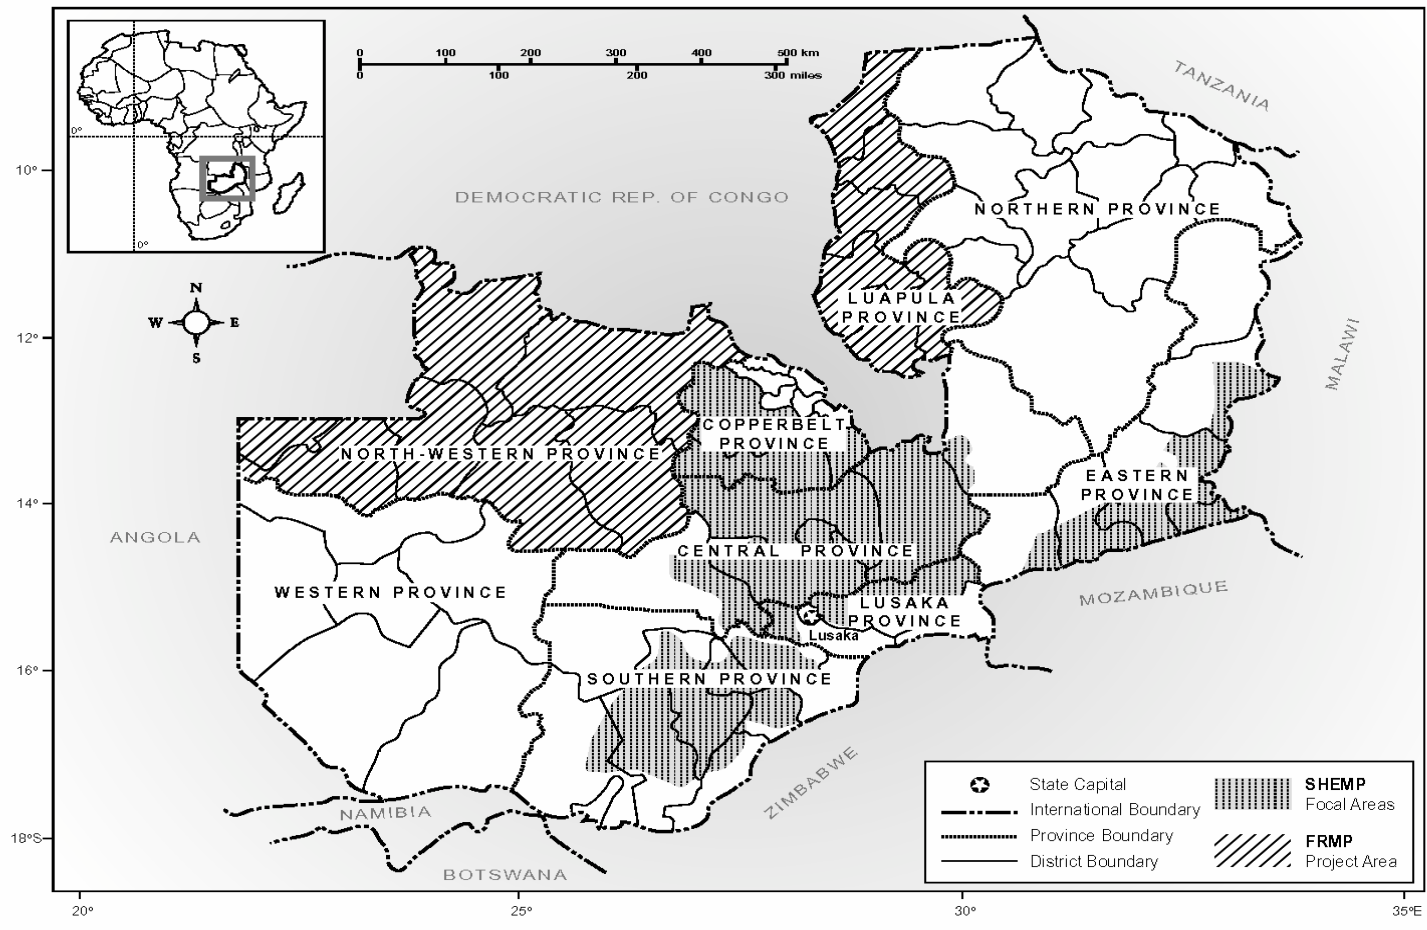 0 100 200 300 400 500 km
0 100 200 300 miles
0°
0°
TANZANIA
10°
DEMOCRATIC REP. OF CONGO
NORTHERN PROVINCE
N
W E
S
LUAPULA
PROVINCE
12°
MALAWI
COPPERBELT
PROVINCE
NORTH-WESTERN PROVINCE
EASTERN
PROVINCE
14°
ANGOLA
CENTRAL PROVINCE
WESTERN PROVINCE
MOZAMBIQUE
LUSAKA
PROVINCE
Lusaka
16°
SOUTHERN PROVINCE
ZIMBABWE
NAMIBIA
18°S
BOTSWANA
State Capital
International Boundary
Province Boundary
District Boundary
SHEMP
Focal Areas
FRMP
Project Area
20° 25° 30° 35°E